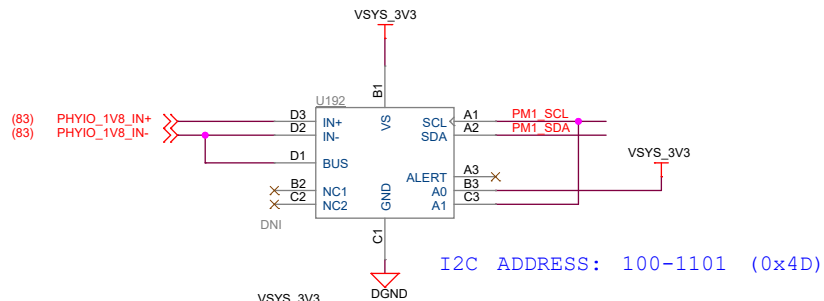 VSYS_3V3
U192
B1
VS
(83) PHYIO_1V8_IN+ D3 IN+ SCL A1 PM1_SCL
(83) PHYIO_1V8_IN- D2 IN- SDA A2 PM1_SDA
D1 BUS
VSYS_3V3
ALERT A3
B2 NC1 A0 B3
C2 NC2 A1 C3
GND
DNI
C1
I2C ADDRESS: 100-1101 (0x4D)
DGND
VSYS_3V3